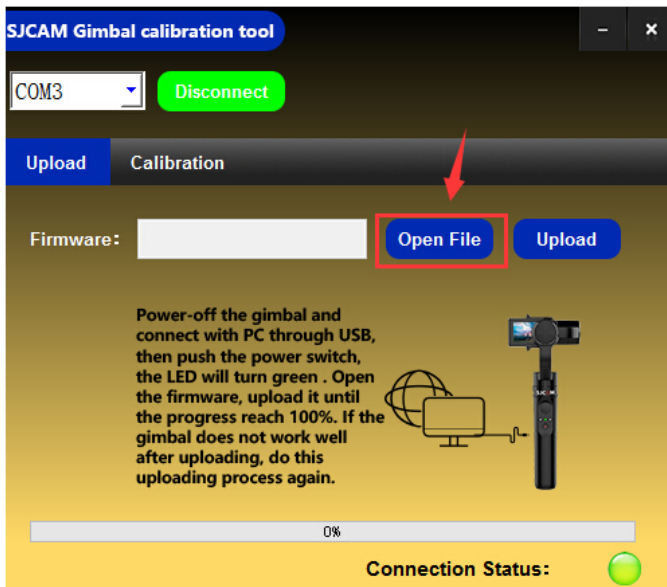 SJCAM Gimbal calibration tool
COM3 Disconnect
Upload Calibration
Firmware: Open File Upload
Power-off the gimbal and
connect with PC through USB,
then push the power switch,
the LED will turn green . Open
the firmware, upload it until
the progress reach 100%. If the
gimbal does not work well
after uploading, do this
uploading process again.
SJCAM
0%
Connection Status: